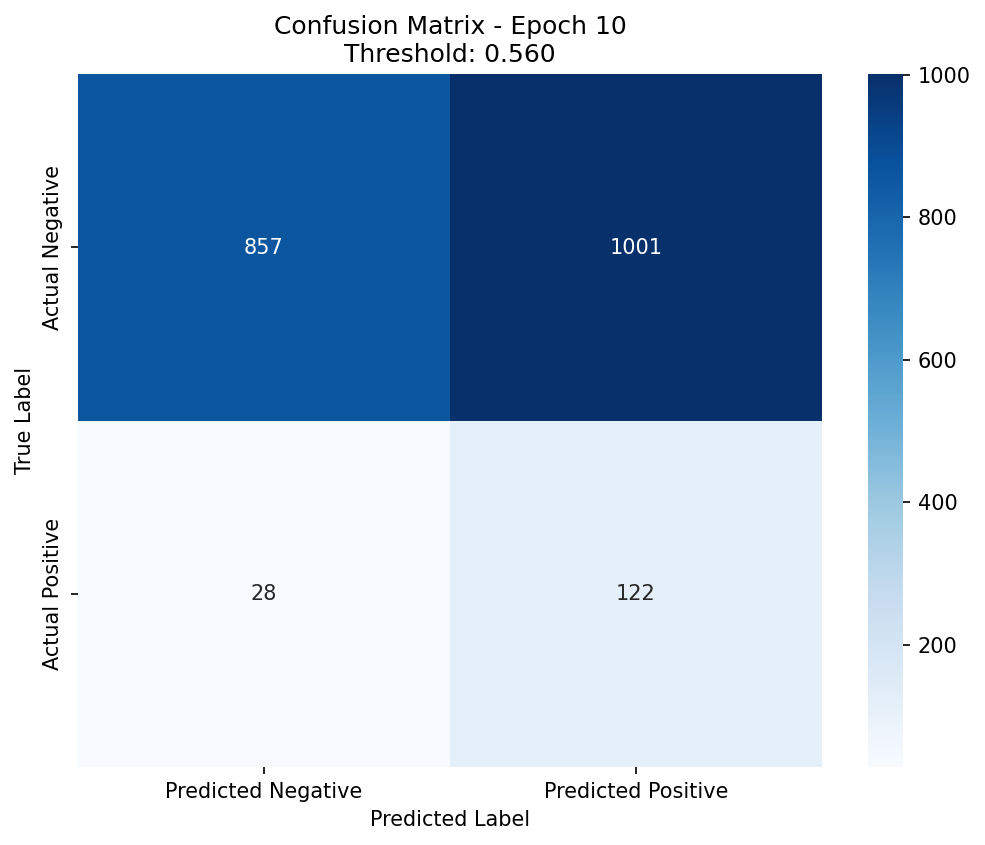 Confusion Matrix - Epoch 10
Threshold: 0.560
True Label
Actual Negative
857
1001
Actual Positive
28
122
Predicted Negative
Predicted Positive
Predicted Label
1000
800
600
400
200